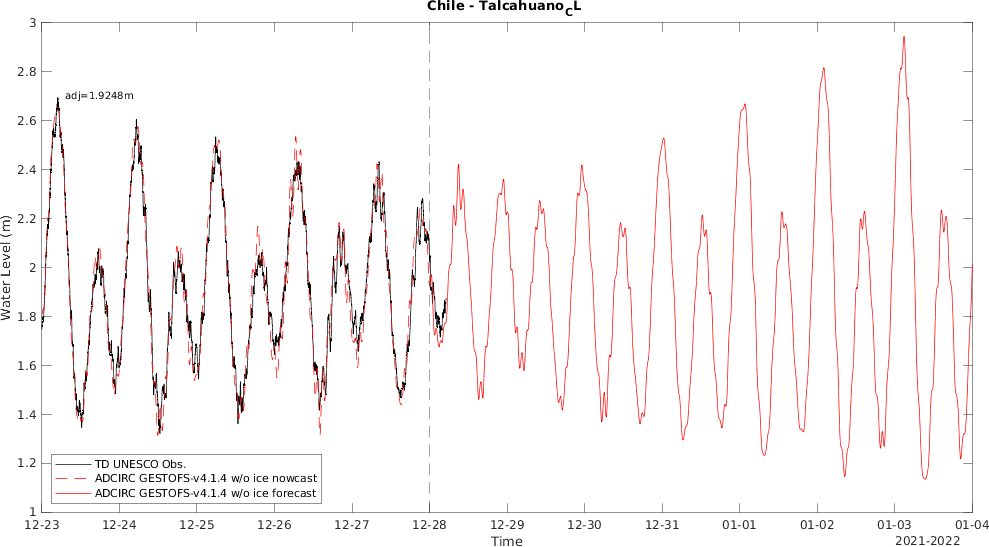 Chile - Talcahuano_CL
3
2.8
2.6
2.4
2.2
2
1.8
1.6
1.4
1.2
1
Water Level (m)
adj=1.9248m
TD UNESCO Obs.
ADCIRC GESTOFS-v4.1.4 w/o ice nowcast
ADCIRC GESTOFS-v4.1.4 w/o ice forecast
12-23 12-24 12-25 12-26 12-27 12-28 12-29 12-30 12-31 01-01 01-02 01-03 01-04
Time
2021-2022